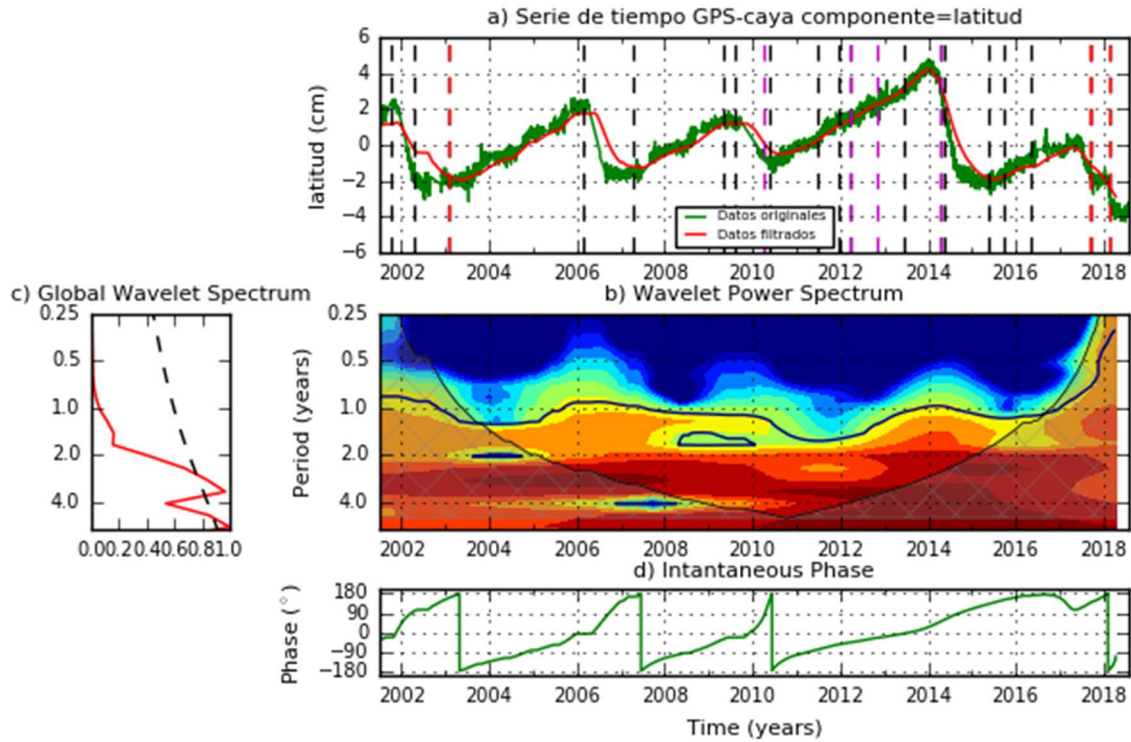 a) Serie de tiempo GPS-caya componente=latitud
6
4
2
0
−2
−4
−6
latitud (cm)
Datos originales
Datos filtrados
2002 2004 2006 2008 2010 2012 2014 2016 2018
c) Global Wavelet Spectrum
0.25
0.5
1.0
2.0
4.0
0.00.20.40.60.81.0
b) Wavelet Power Spectrum
0.25
0.5
1.0
2.0
4.0
Period (years)
2002 2004 2006 2008 2010 2012 2014 2016 2018
d) Intantaneous Phase
180
90
0
−90
−180
Phase (°)
2002 2004 2006 2008 2010 2012 2014 2016 2018
Time (years)